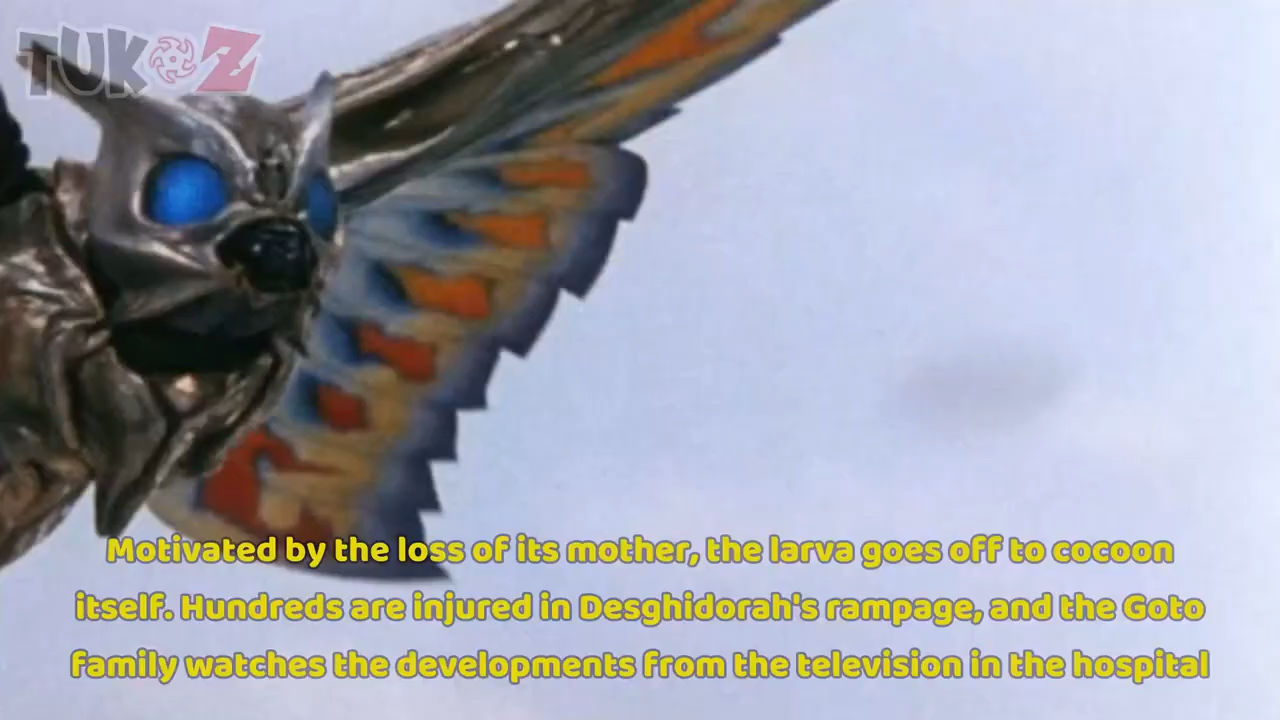 TUKOZ
Motivated by the loss of its mother, the larva goes off to cocoon
itself. Hundreds are injured in Desghidorah's rampage, and the Goto
family watches the developments from the television in the hospital